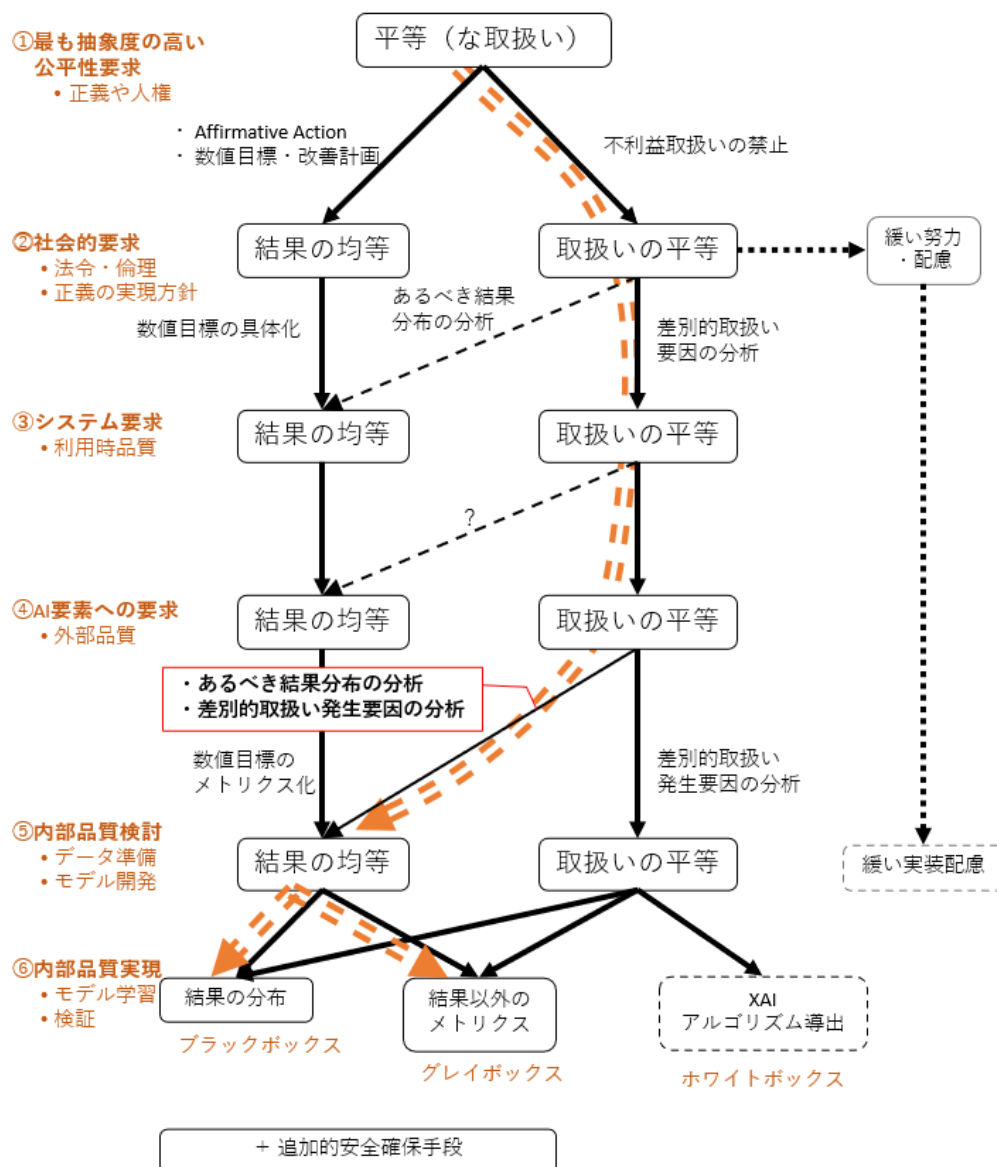 平等（な取扱い）
①最も抽象度の高い
公平性要求
• 正義や人権
・ Affirmative Action
・ 数値目標・改善計画
不利益取扱いの禁止
②社会的要求
• 法令・倫理
• 正義の実現方針
結果の均等
取扱いの平等
緩い努力
・配慮
数値目標の具体化
あるべき結果
分布の分析
差別的取扱い
要因の分析
③システム要求
• 利用時品質
結果の均等
取扱いの平等
?
④AI要素への要求
• 外部品質
結果の均等
取扱いの平等
・あるべき結果分布の分析
・差別的取扱い発生要因の分析
数値目標の
メトリクス化
差別的取扱い
発生要因の分析
⑤内部品質検討
• データ準備
• モデル開発
結果の均等
取扱いの平等
緩い実装配慮
⑥内部品質実現
• モデル学習
• 検証
結果の分布
結果以外の
メトリクス
XAI
アルゴリズム導出
ブラックボックス
グレイボックス
ホワイトボックス
+ 追加的安全確保手段